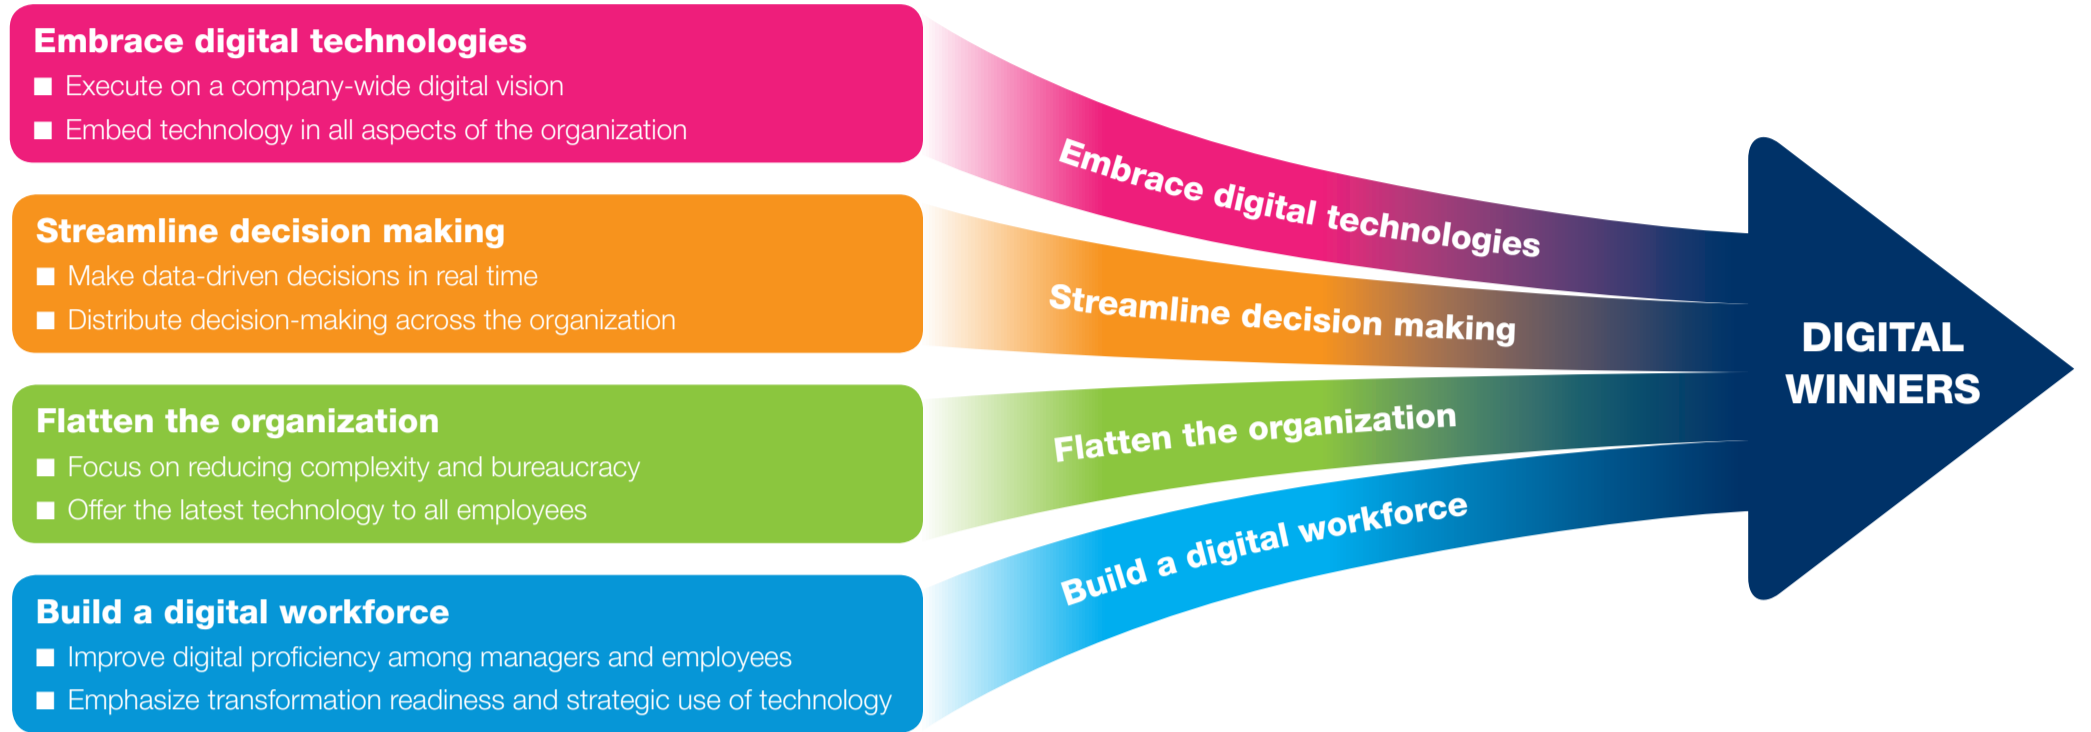 Embrace digital technologies
■ Execute on a company-wide digital vision
■ Embed technology in all aspects of the organization
Streamline decision making
■ Make data-driven decisions in real time
■ Distribute decision-making across the organization
Flatten the organization
■ Focus on reducing complexity and bureaucracy
■ Offer the latest technology to all employees
Build a digital workforce
■ Improve digital proficiency among managers and employees
■ Emphasize transformation readiness and strategic use of technology
Embrace digital technologies
Streamline decision making
Flatten the organization
Build a digital workforce
DIGITAL
WINNERS